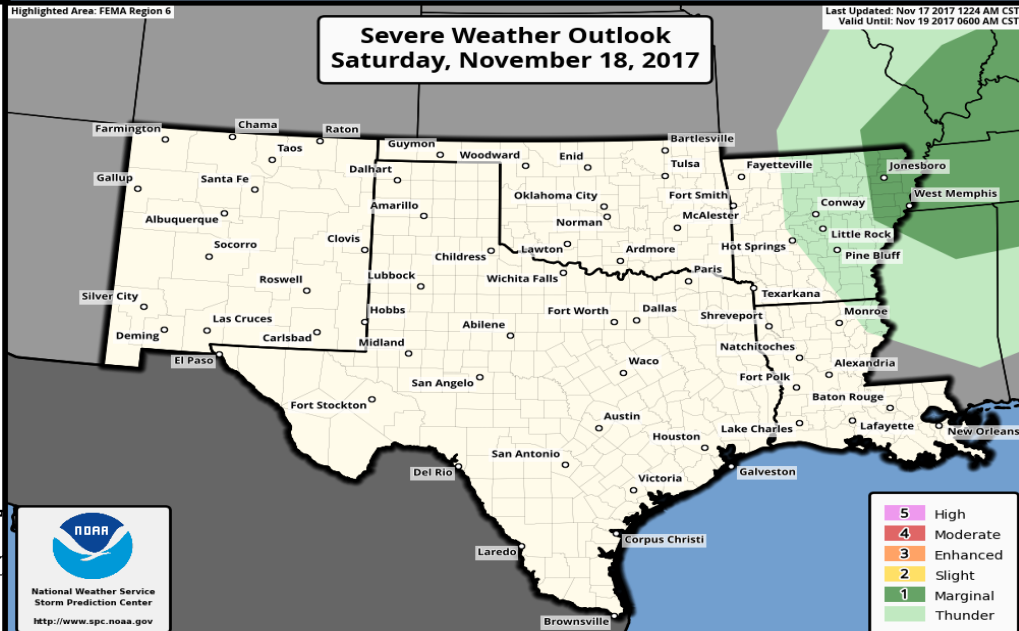 Highlighted Area: FEMA Region 6
Last Updated: Nov 17 2017 1224 AM CST
Valid Until: Nov 19 2017 0600 AM CST
Severe Weather Outlook
Saturday, November 18, 2017
Farmington
Chama
Raton
Taos
Guymon
Woodward
Enid
Bartlesville
Tulsa
Fayetteville
Jonesboro
Gallup
Santa Fe
Dalhart
Oklahoma City
Fort Smith
West Memphis
Albuquerque
Amarillo
Norman
McAlester
Conway
Little Rock
Socorro
Clovis
Childress
Lawton
Ardmore
Hot Springs
Pine Bluff
Roswell
Lubbock
Wichita Falls
Paris
Texarkana
Silver City
Las Cruces
Hobbs
Fort Worth
Dallas
Shreveport
Monroe
Deming
Carlsbad
Midland
Abilene
Natchitoches
El Paso
San Angelo
Waco
Fort Polk
Alexandria
Fort Stockton
Austin
Baton Rouge
Houston
Lake Charles
Lafayette
New Orleans
Del Rio
San Antonio
Victoria
Galveston
Laredo
Corpus Christi
Brownsville
NOAA
National Weather Service
Storm Prediction Center
http://www.spc.noaa.gov
5 High
4 Moderate
3 Enhanced
2 Slight
1 Marginal
Thunder